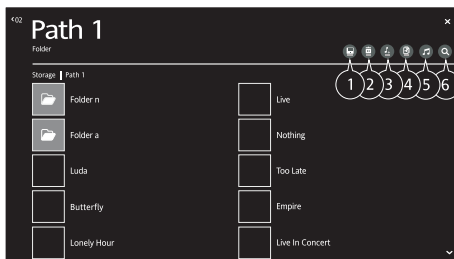 <02
Path 1
×
Folder
1 2 3 4 5 6
Storage Path 1
Folder n
Folder a
Luda
Butterfly
Lonely Hour
Live
Nothing
Too Late
Empire
Live In Concert